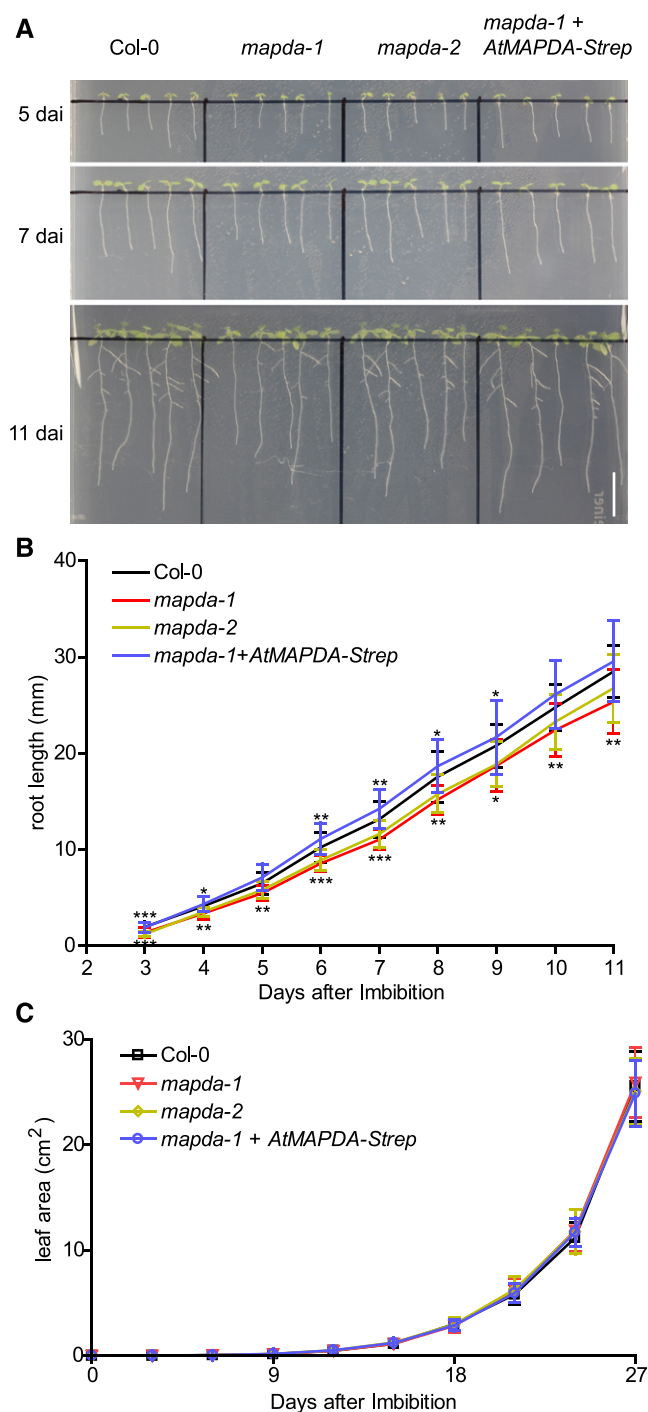 A
Col-0 mapda-1 mapda-2 mapda-1 + AtMAPDA-Strep
5 dai
7 dai
11 dai
B
40
30
20
10
0
root length (mm)
Col-0
mapda-1
mapda-2
mapda-1+AtMAPDA-Strep
*** * ** ** * *
*** ** ** *** *** ** * ** **
2 3 4 5 6 7 8 9 10 11
Days after Imbibition
C
30
20
10
0
leaf area (cm²)
Col-0
mapda-1
mapda-2
mapda-1 + AtMAPDA-Strep
0 9 18 27
Days after Imbibition